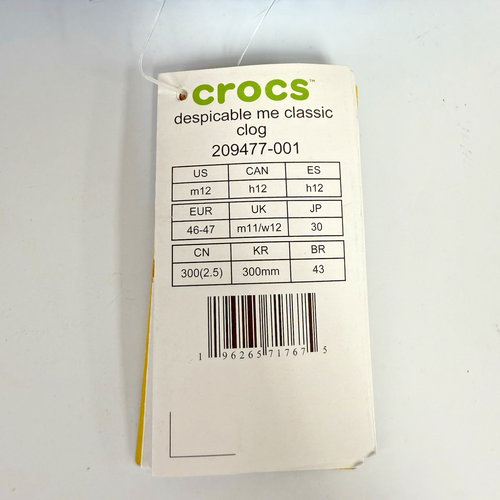 crocs™
despicable me classic
clog
209477-001
US CAN ES
m12 h12 h12
EUR UK JP
46-47 m11/w12 30
CN KR BR
300(2.5) 300mm 43
1 96265 71767 5